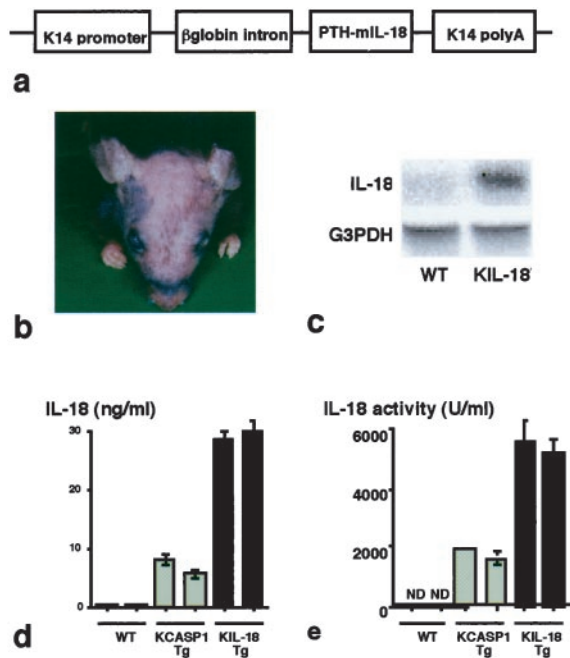 K14 promoter βglobin intron PTH-mIL-18 K14 polyA
a
IL-18
G3PDH
WT KIL-18
b
c
IL-18 (ng/ml)
30
20
10
0
WT KCASP1 KIL-18
Tg Tg
d
IL-18 activity (U/ml)
6000
4000
2000
0
ND ND
WT KCASP1 KIL-18
Tg Tg
e